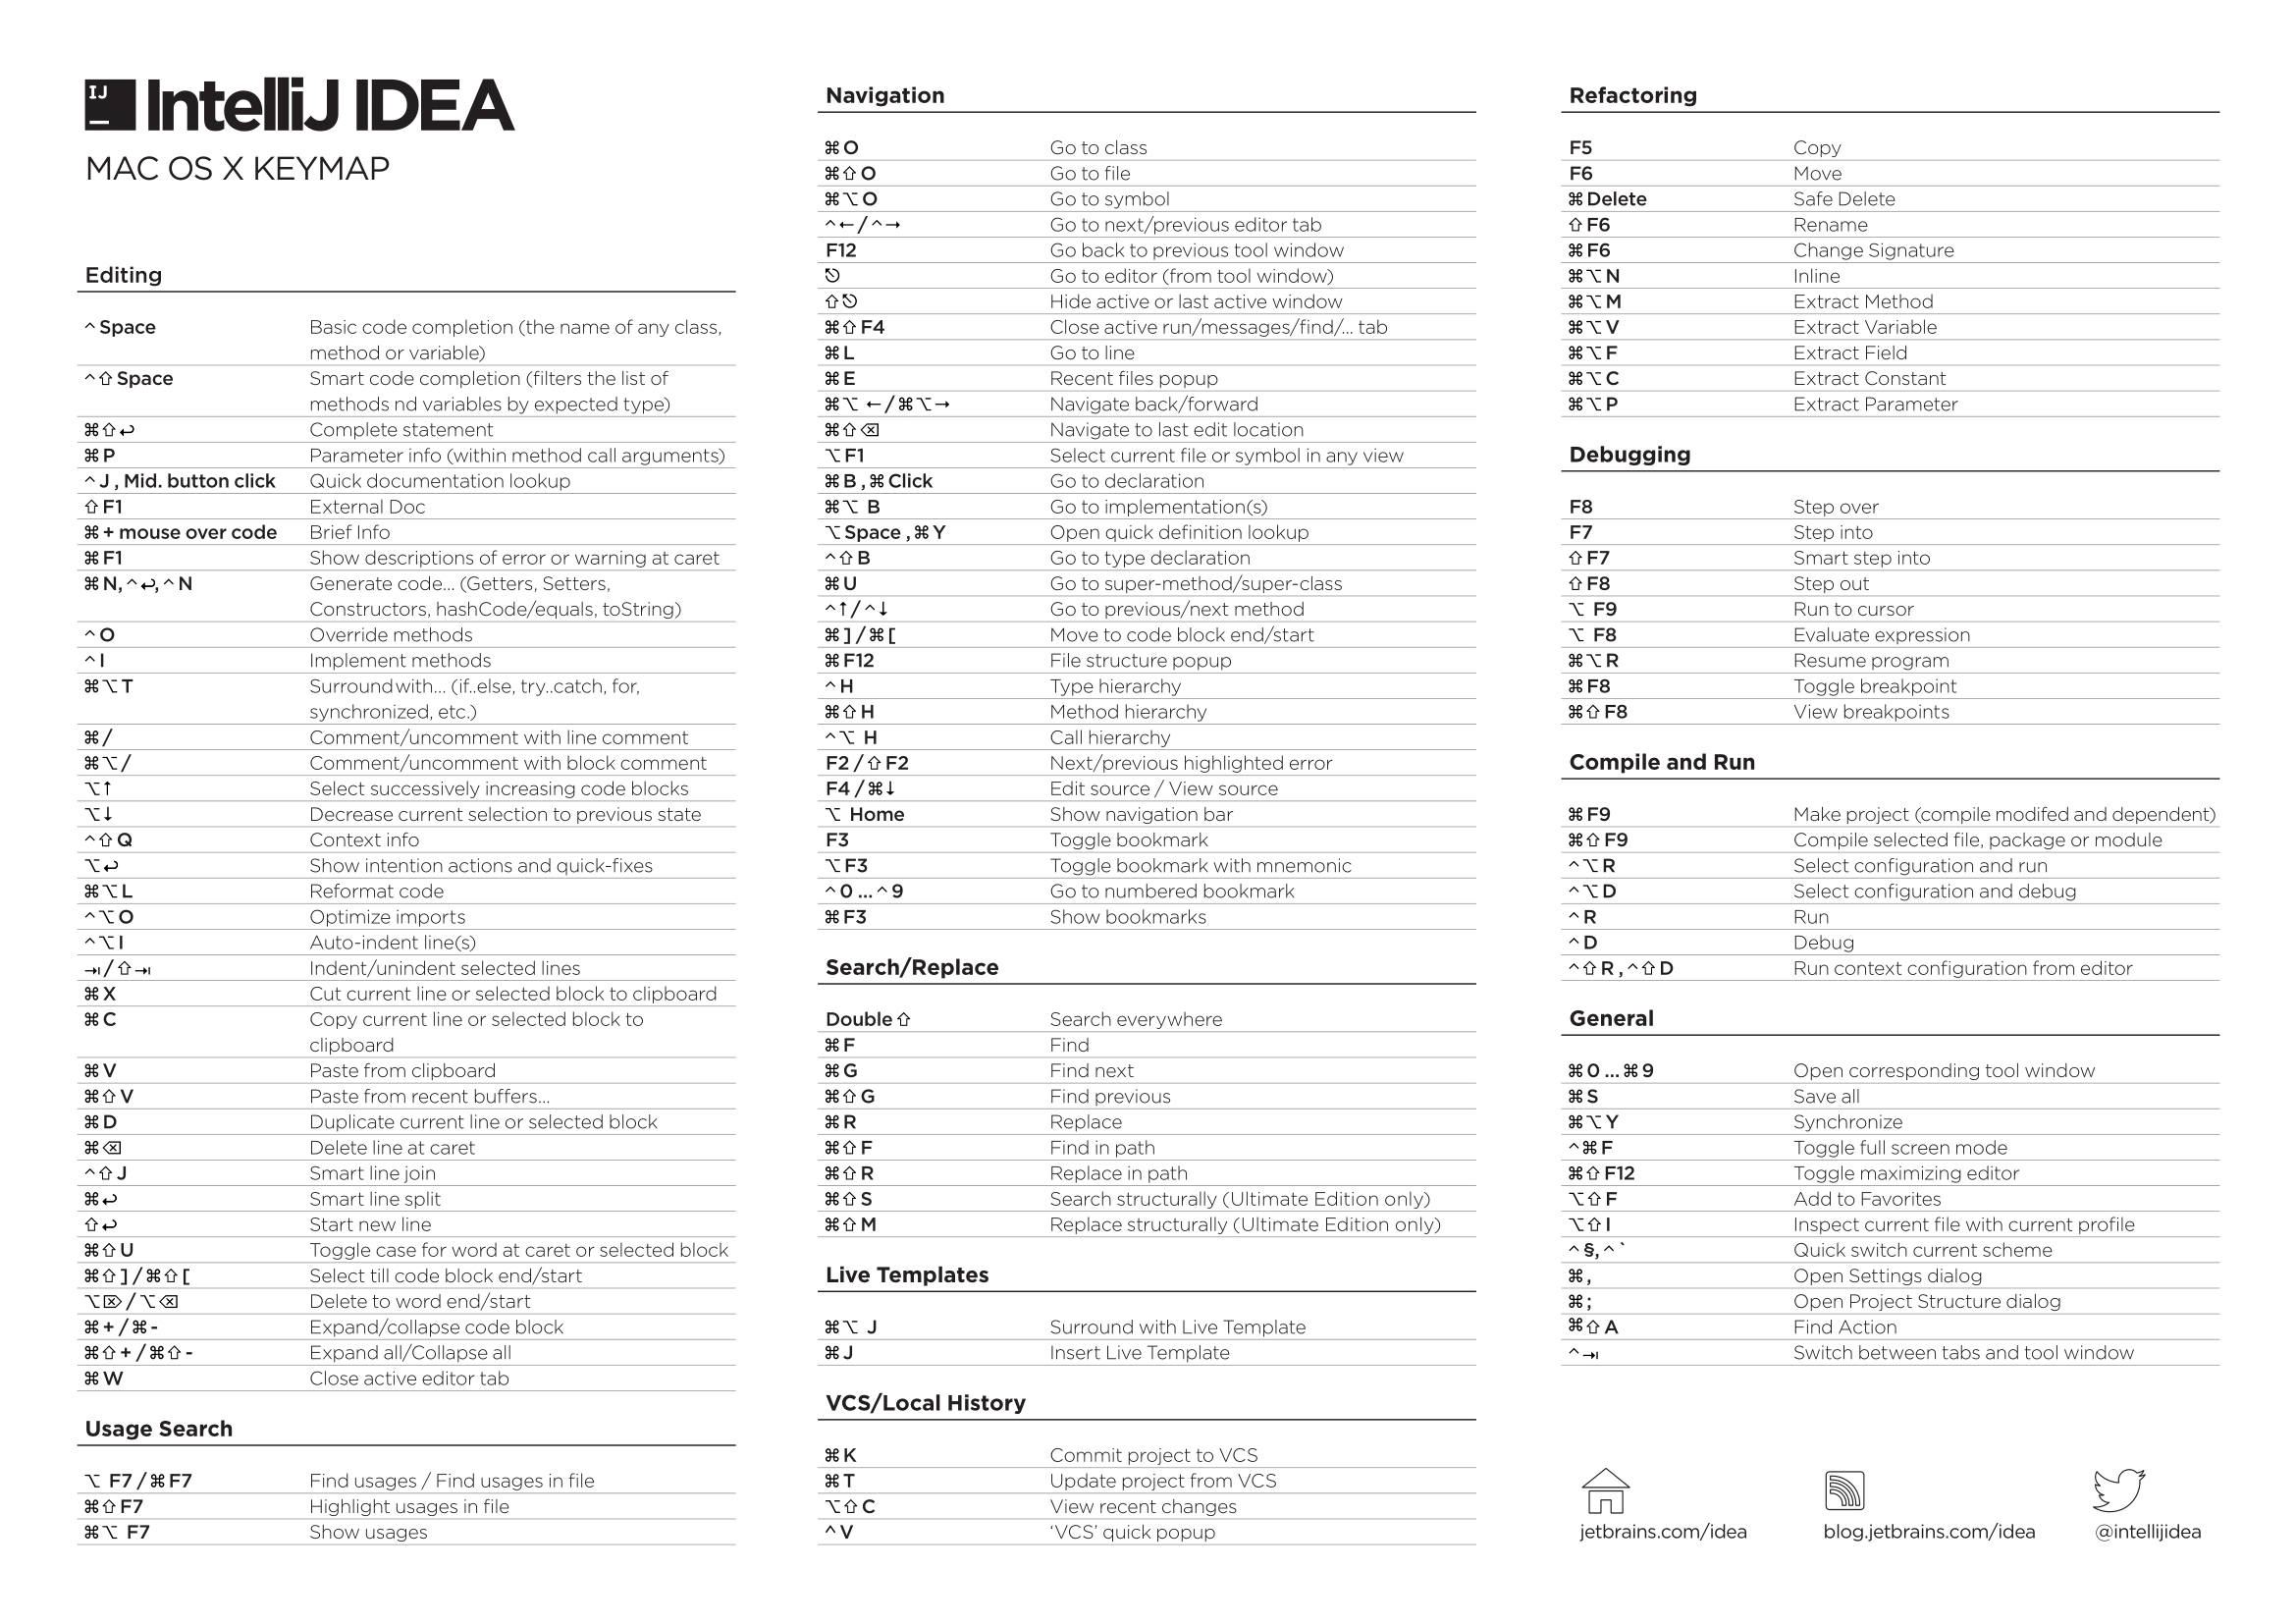 IJ IntelliJ IDEA
MAC OS X KEYMAP
Editing
^ Space Basic code completion (the name of any class,
method or variable)
^ ⇧ Space Smart code completion (filters the list of
methods nd variables by expected type)
⌘ ⇧ ↩ Complete statement
⌘ P Parameter info (within method call arguments)
^ J , Mid. button click Quick documentation lookup
⇧ F1 External Doc
⌘ + mouse over code Brief Info
⌘ F1 Show descriptions of error or warning at caret
⌘ N, ^ ↩, ^ N Generate code... (Getters, Setters,
Constructors, hashCode/equals, toString)
^ O Override methods
^ I Implement methods
⌘ ⌥ T Surround with... (if..else, try..catch, for,
synchronized, etc.)
⌘ / Comment/uncomment with line comment
⌘ ⌥ / Comment/uncomment with block comment
⌥ ↑ Select successively increasing code blocks
⌥ ↓ Decrease current selection to previous state
^ ⇧ Q Context info
⌥ ↩ Show intention actions and quick-fixes
⌘ ⌥ L Reformat code
^ ⌥ O Optimize imports
^ ⌥ I Auto-indent line(s)
⇥ / ⇧ ⇥ Indent/unindent selected lines
⌘ X Cut current line or selected block to clipboard
⌘ C Copy current line or selected block to
clipboard
⌘ V Paste from clipboard
⌘ ⇧ V Paste from recent buffers...
⌘ D Duplicate current line or selected block
⌘ ⌫ Delete line at caret
^ ⇧ J Smart line join
⌘ ↩ Smart line split
⇧ ↩ Start new line
⌘ ⇧ U Toggle case for word at caret or selected block
⌘ ⇧ ] / ⌘ ⇧ [ Select till code block end/start
⌥ ⌦ / ⌥ ⌫ Delete to word end/start
⌘ + / ⌘ - Expand/collapse code block
⌘ ⇧ + / ⌘ ⇧ - Expand all/Collapse all
⌘ W Close active editor tab
Usage Search
⌥ F7 / ⌘ F7 Find usages / Find usages in file
⌘ ⇧ F7 Highlight usages in file
⌘ ⌥ F7 Show usages
Navigation
⌘ O Go to class
⌘ ⇧ O Go to file
⌘ ⌥ O Go to symbol
^ ← / ^ → Go to next/previous editor tab
F12 Go back to previous tool window
⎋ Go to editor (from tool window)
⇧ ⎋ Hide active or last active window
⌘ ⇧ F4 Close active run/messages/find/... tab
⌘ L Go to line
⌘ E Recent files popup
⌘ ⌥ ← / ⌘ ⌥ → Navigate back/forward
⌘ ⇧ ⌫ Navigate to last edit location
⌥ F1 Select current file or symbol in any view
⌘ B , ⌘ Click Go to declaration
⌘ ⌥ B Go to implementation(s)
⌥ Space , ⌘ Y Open quick definition lookup
^ ⇧ B Go to type declaration
⌘ U Go to super-method/super-class
^ ↑ / ^ ↓ Go to previous/next method
⌘ ] / ⌘ [ Move to code block end/start
⌘ F12 File structure popup
^ H Type hierarchy
⌘ ⇧ H Method hierarchy
^ ⌥ H Call hierarchy
F2 / ⇧ F2 Next/previous highlighted error
F4 / ⌘ ↓ Edit source / View source
⌥ Home Show navigation bar
F3 Toggle bookmark
⌥ F3 Toggle bookmark with mnemonic
^ 0 ... ^ 9 Go to numbered bookmark
⌘ F3 Show bookmarks
Search/Replace
Double ⇧ Search everywhere
⌘ F Find
⌘ G Find next
⌘ ⇧ G Find previous
⌘ R Replace
⌘ ⇧ F Find in path
⌘ ⇧ R Replace in path
⌘ ⇧ S Search structurally (Ultimate Edition only)
⌘ ⇧ M Replace structurally (Ultimate Edition only)
Live Templates
⌘ ⌥ J Surround with Live Template
⌘ J Insert Live Template
VCS/Local History
⌘ K Commit project to VCS
⌘ T Update project from VCS
⌥ ⇧ C View recent changes
^ V ‘VCS’ quick popup
Refactoring
F5 Copy
F6 Move
⌘ Delete Safe Delete
⇧ F6 Rename
⌘ F6 Change Signature
⌘ ⌥ N Inline
⌘ ⌥ M Extract Method
⌘ ⌥ V Extract Variable
⌘ ⌥ F Extract Field
⌘ ⌥ C Extract Constant
⌘ ⌥ P Extract Parameter
Debugging
F8 Step over
F7 Step into
⇧ F7 Smart step into
⇧ F8 Step out
⌥ F9 Run to cursor
⌥ F8 Evaluate expression
⌘ ⌥ R Resume program
⌘ F8 Toggle breakpoint
⌘ ⇧ F8 View breakpoints
Compile and Run
⌘ F9 Make project (compile modifed and dependent)
⌘ ⇧ F9 Compile selected file, package or module
^ ⌥ R Select configuration and run
^ ⌥ D Select configuration and debug
^ R Run
^ D Debug
^ ⇧ R , ^ ⇧ D Run context configuration from editor
General
⌘ 0 ... ⌘ 9 Open corresponding tool window
⌘ S Save all
⌘ ⌥ Y Synchronize
^ ⌘ F Toggle full screen mode
⌘ ⇧ F12 Toggle maximizing editor
⌥ ⇧ F Add to Favorites
⌥ ⇧ I Inspect current file with current profile
^ §, ^ ` Quick switch current scheme
⌘ , Open Settings dialog
⌘ ; Open Project Structure dialog
⌘ ⇧ A Find Action
^ ⇥ Switch between tabs and tool window
jetbrains.com/idea
blog.jetbrains.com/idea
@intellijidea